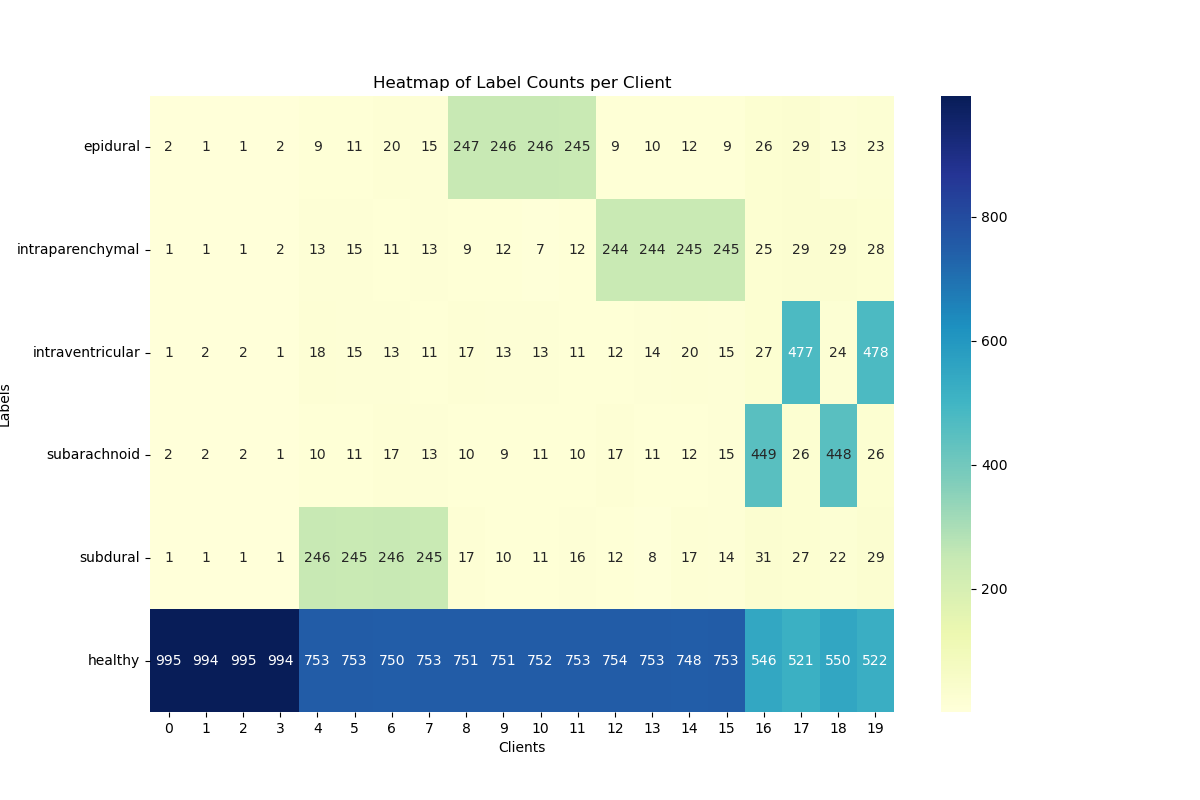 Heatmap of Label Counts per Client
epidural 2 1 1 2 9 11 20 15 247 246 246 245 9 10 12 9 26 29 13 23
800
intraparenchymal 1 1 1 2 13 15 11 13 9 12 7 12 244 244 245 245 25 29 29 28
600
intraventricular 1 2 2 1 18 15 13 11 17 13 13 11 12 14 20 15 27 477 24 478
Labels
subarachnoid 2 2 2 1 10 11 17 13 10 9 11 10 17 11 12 15 449 26 448 26
400
subdural 1 1 1 1 246 245 246 245 17 10 11 16 12 8 17 14 31 27 22 29
200
healthy 995 994 995 994 753 753 750 753 751 751 752 753 754 753 748 753 546 521 550 522
0 1 2 3 4 5 6 7 8 9 10 11 12 13 14 15 16 17 18 19
Clients